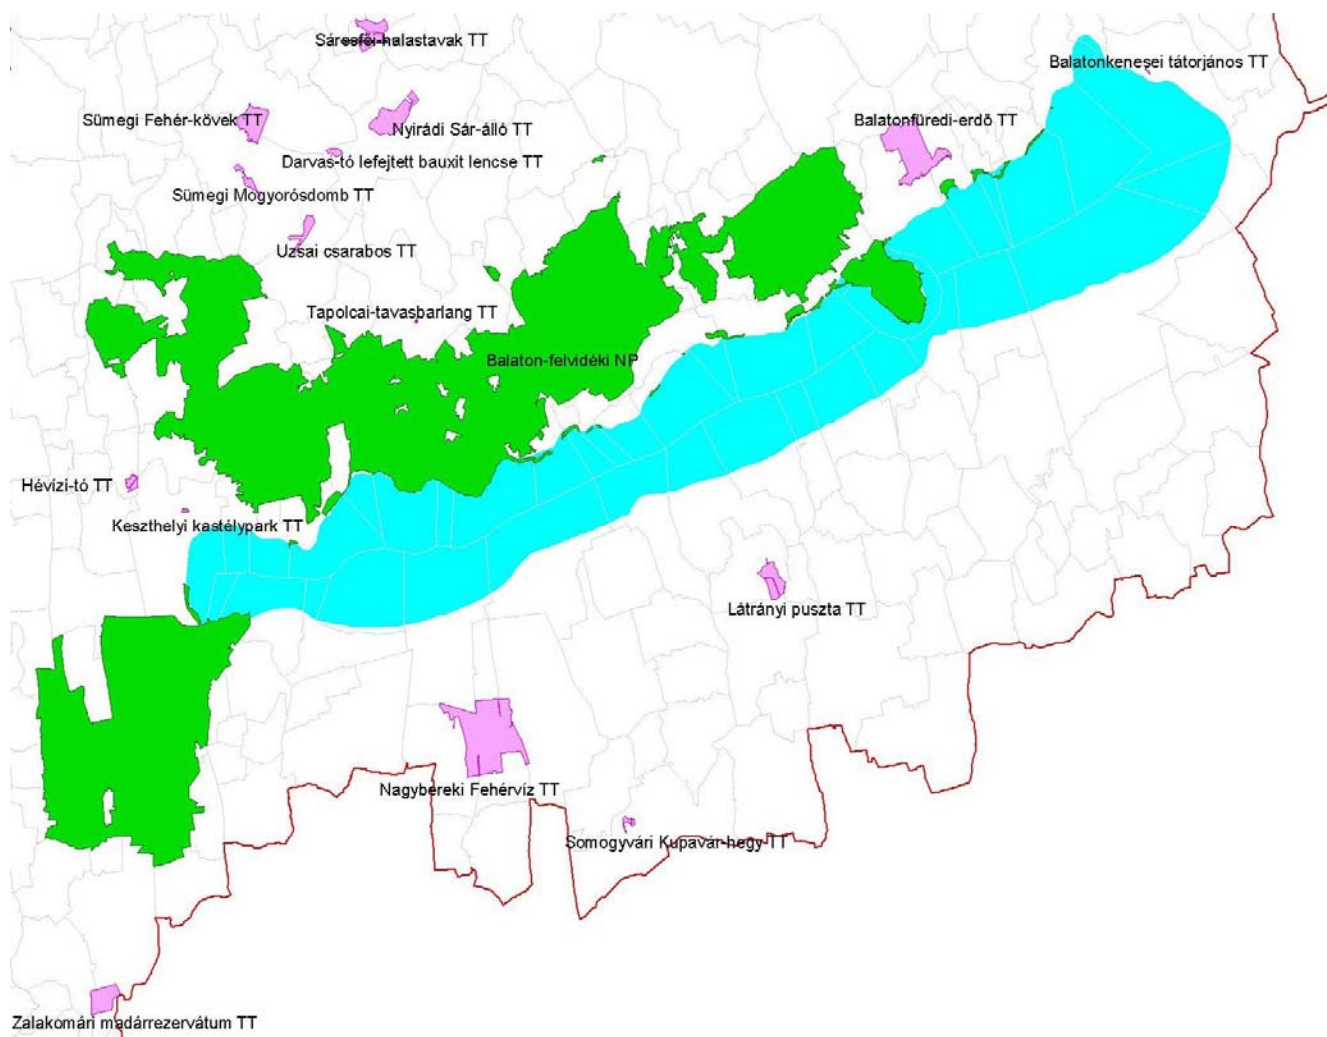 Sárosfői-halastavak TT
Balatonkenesei tátorjános TT
Sümegi Fehér-kövek TT
Balatonfüredi-erdő TT
Nyirádi Sár-álló TT
Darvas-tó lefejtett bauxit lencse TT
Sümegi Mogyorósdomb TT
Uzsai csarabos TT
Tapolcai-tavasbarlang TT
Balaton-felvidéki NP
Hévízi-tó TT
Keszthelyi kastélypark TT
Látrányi puszta TT
Nagybereki Fehérvíz TT
Somogyvári Kupavár-hegy TT
Zalakomári madárrezervátum TT